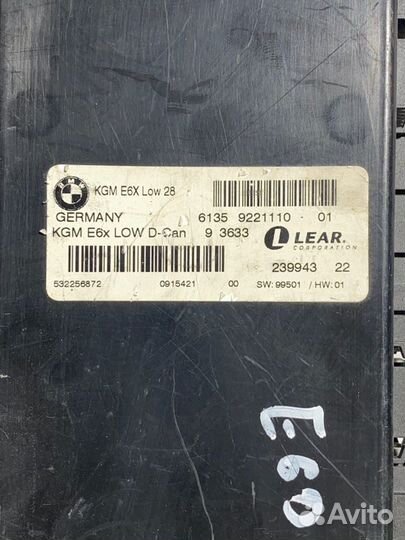 BMW
KGM E6X Low 28
GERMANY 6135 9221110 - 01
KGM E6x LOW D-Can 9 3633 LEAR.
CORPORATION
239943 22
532256872 0915421 00 SW:99501 / HW:01
E60
Avito